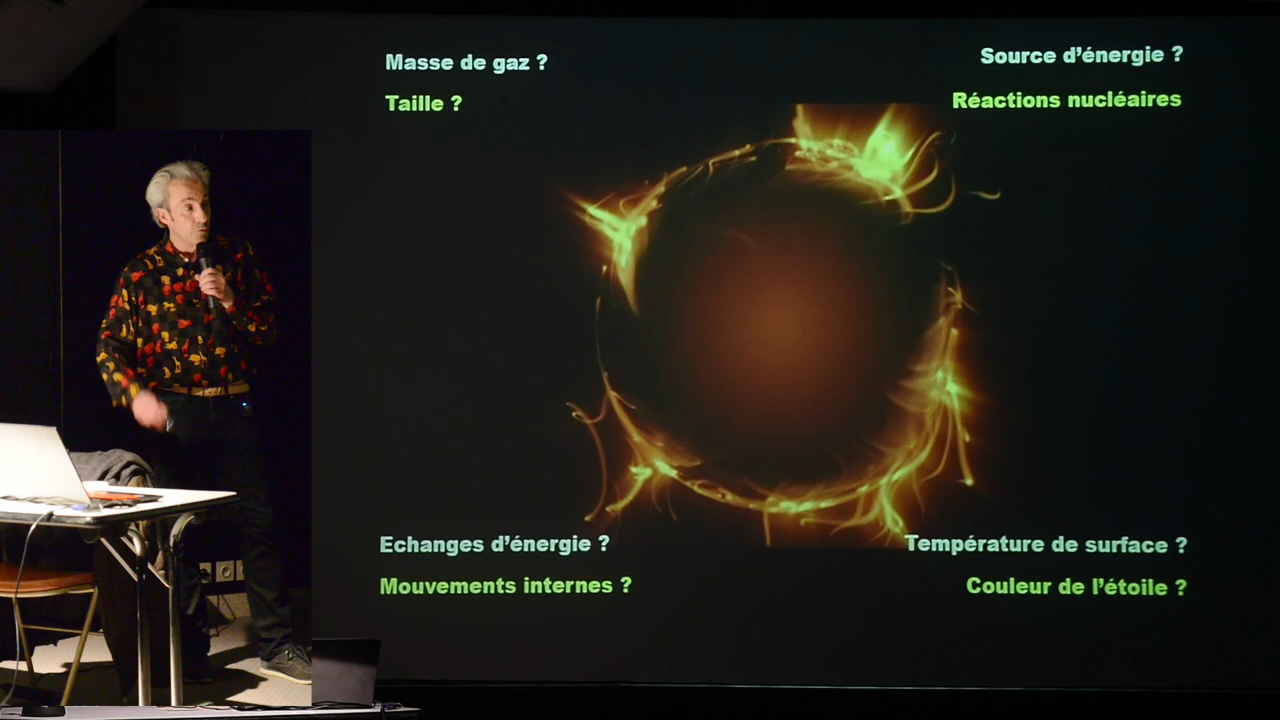 Masse de gaz ?
Taille ?
Source d’énergie ?
Réactions nucléaires
Echanges d’énergie ?
Mouvements internes ?
Température de surface ?
Couleur de l’étoile ?